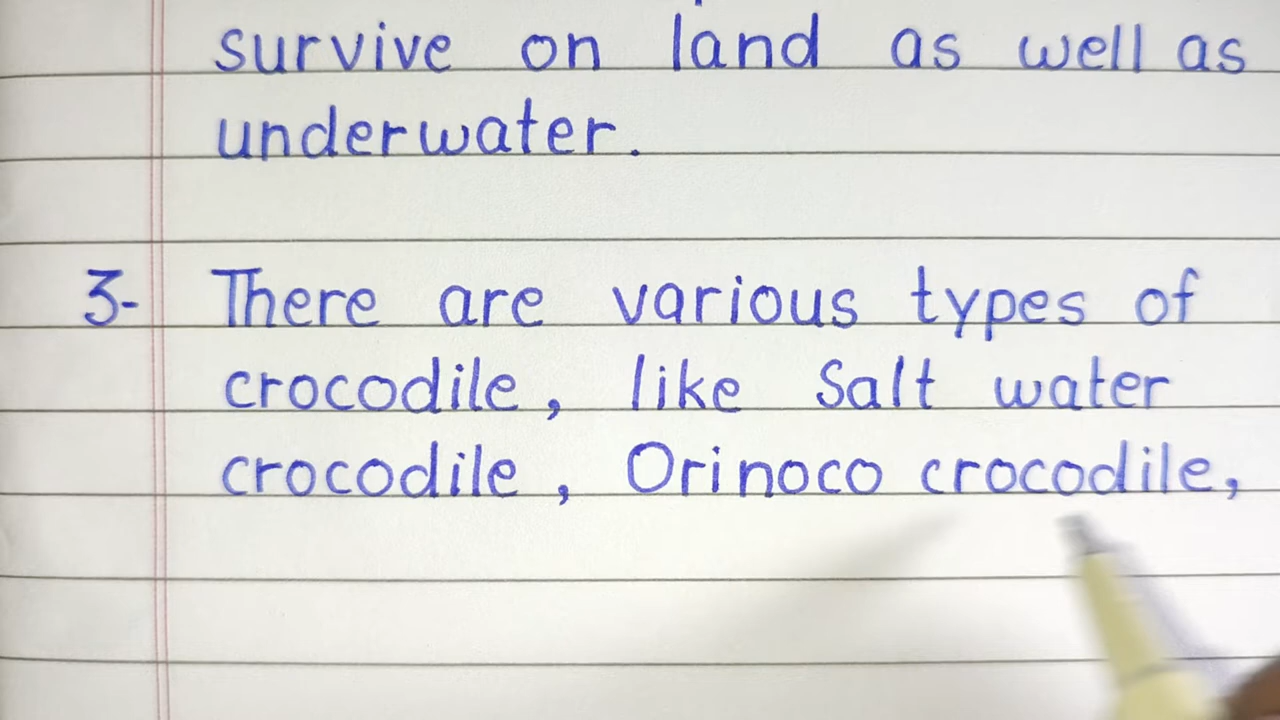 survive on land as well as
underwater.
3- There are various types of
crocodile, like Salt water
crocodile, Orinoco crocodile,